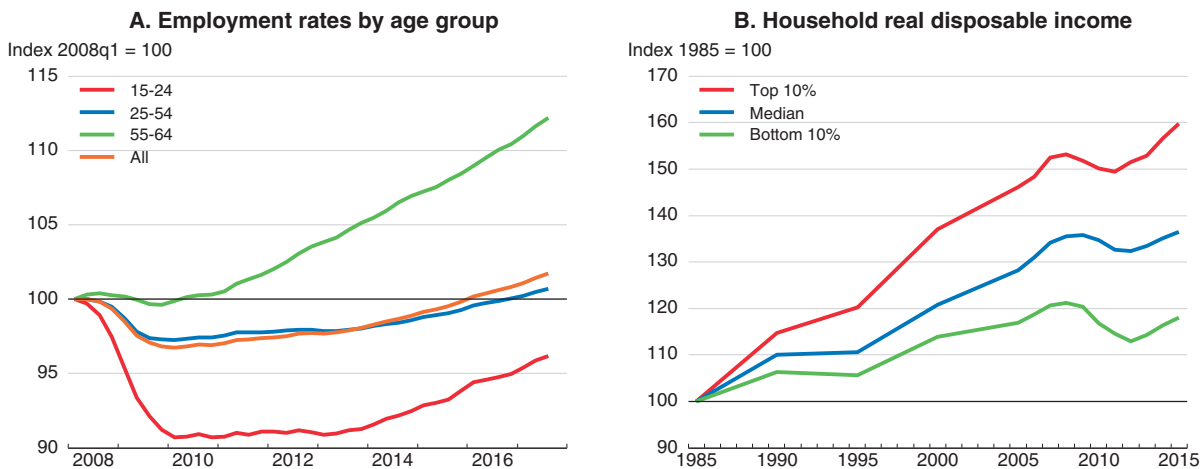 A. Employment rates by age group
Index 2008q1 = 100
115
110
105
100
95
90
15-24
25-54
55-64
All
2008 2010 2012 2014 2016
B. Household real disposable income
Index 1985 = 100
170
160
150
140
130
120
110
100
90
Top 10%
Median
Bottom 10%
1985 1990 1995 2000 2005 2010 2015